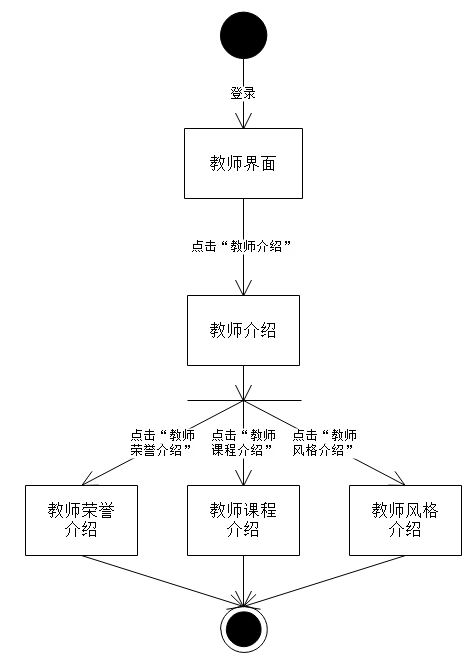 登录
教师界面
点击“教师介绍”
教师介绍
点击“教师
荣誉介绍”
点击“教师
课程介绍”
点击“教师
风格介绍”
教师荣誉
介绍
教师课程
介绍
教师风格
介绍